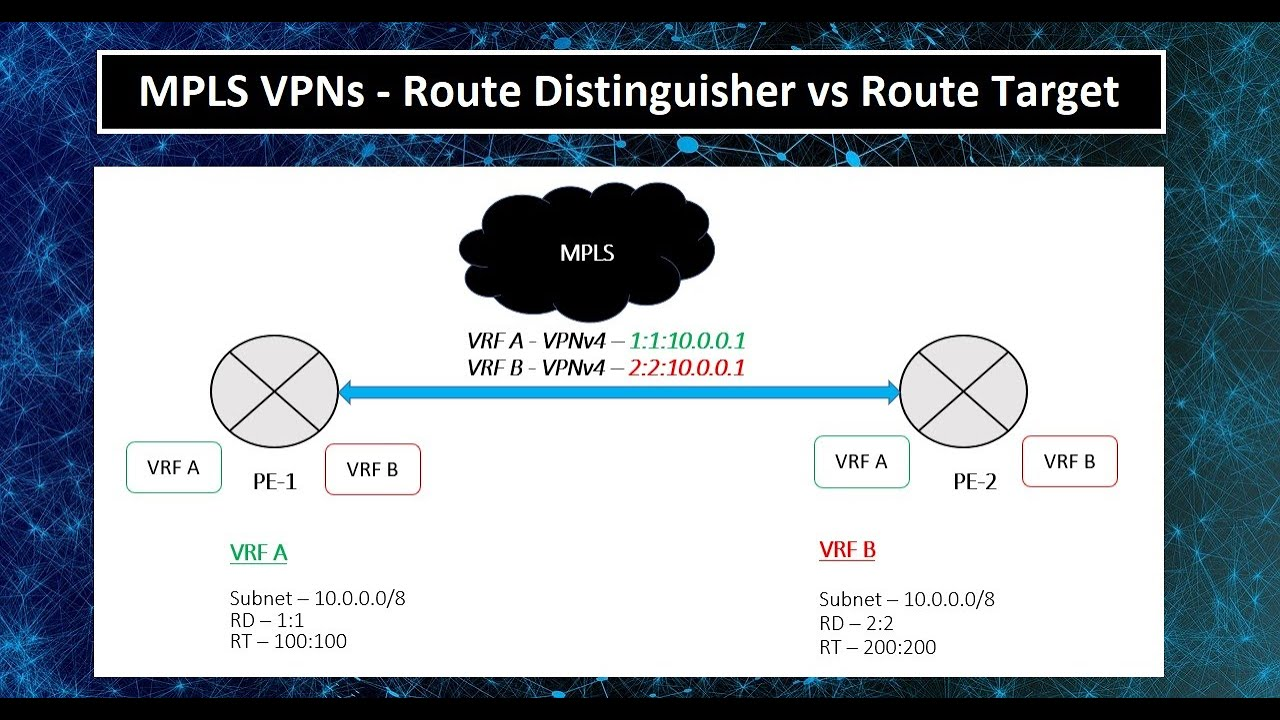 MPLS VPNs - Route Distinguisher vs Route Target
MPLS
VRF A - VPNv4 – 1:1:10.0.0.1
VRF B - VPNv4 – 2:2:10.0.0.1
VRF A
PE-1
VRF B
VRF A
PE-2
VRF B
VRF A
Subnet – 10.0.0.0/8
RD – 1:1
RT – 100:100
VRF B
Subnet – 10.0.0.0/8
RD – 2:2
RT – 200:200